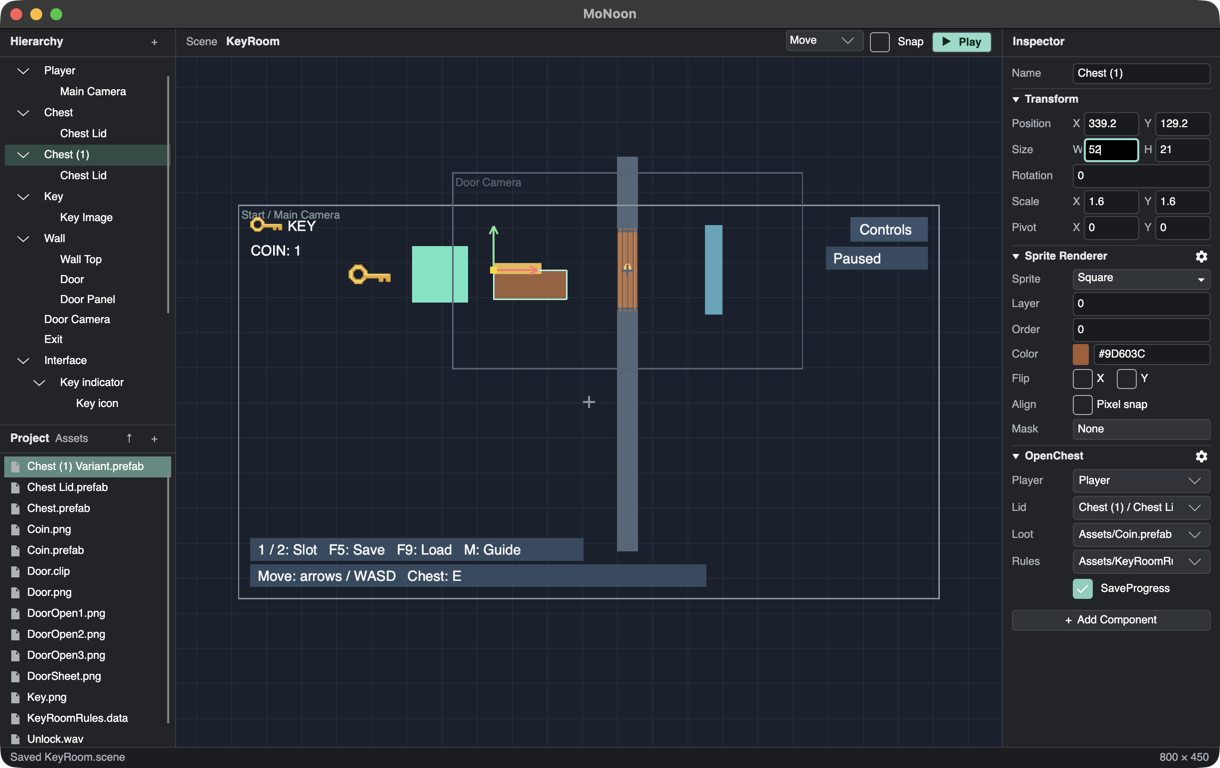 MoNoon
Hierarchy +
Player
Main Camera
Chest
Chest Lid
Chest (1)
Chest Lid
Key
Key Image
Wall
Wall Top
Door
Door Panel
Door Camera
Exit
Interface
Key indicator
Key icon
Project Assets ↑ +
Chest (1) Variant.prefab
Chest Lid.prefab
Chest.prefab
Coin.png
Coin.prefab
Door.clip
Door.png
DoorOpen1.png
DoorOpen2.png
DoorOpen3.png
DoorSheet.png
Key.png
KeyRoomRules.data
Unlock.wav
Saved KeyRoom.scene
Scene KeyRoom
Move Snap Play
Door Camera
Start / Main Camera
KEY
COIN: 1
Controls
Paused
1 / 2: Slot F5: Save F9: Load M: Guide
Move: arrows / WASD Chest: E
Inspector
Name Chest (1)
Transform
Position X 339.2 Y 129.2
Size W 52 H 21
Rotation 0
Scale X 1.6 Y 1.6
Pivot X 0 Y 0
Sprite Renderer
Sprite Square
Layer 0
Order 0
Color #9D603C
Flip X Y
Align Pixel snap
Mask None
OpenChest
Player Player
Lid Chest (1) / Chest Li
Loot Assets/Coin.prefab
Rules Assets/KeyRoomRu
SaveProgress
+ Add Component
800 × 450